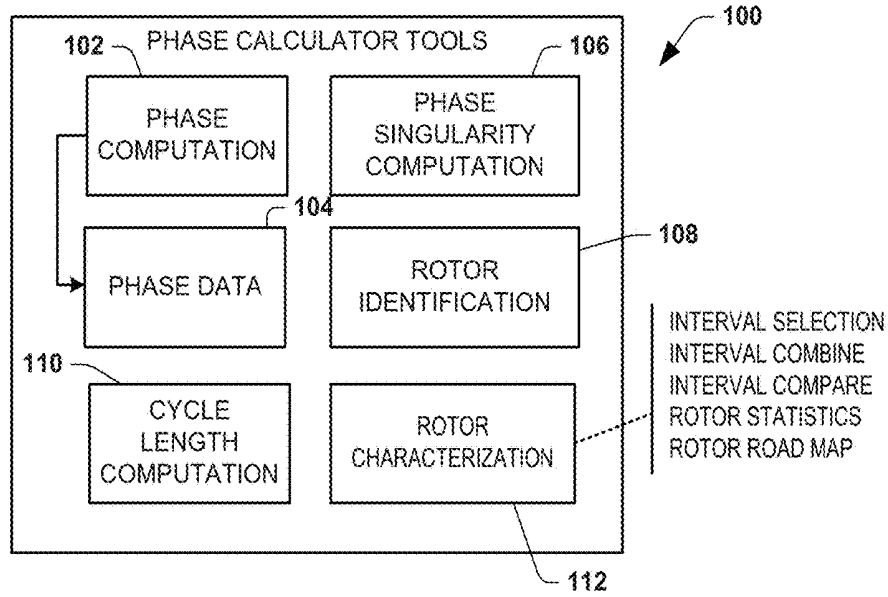 100
PHASE CALCULATOR TOOLS
102
PHASE
COMPUTATION
106
PHASE
SINGULARITY
COMPUTATION
104
PHASE DATA
108
ROTOR
IDENTIFICATION
110
CYCLE
LENGTH
COMPUTATION
ROTOR
CHARACTERIZATION
112
INTERVAL SELECTION
INTERVAL COMBINE
INTERVAL COMPARE
ROTOR STATISTICS
ROTOR ROAD MAP